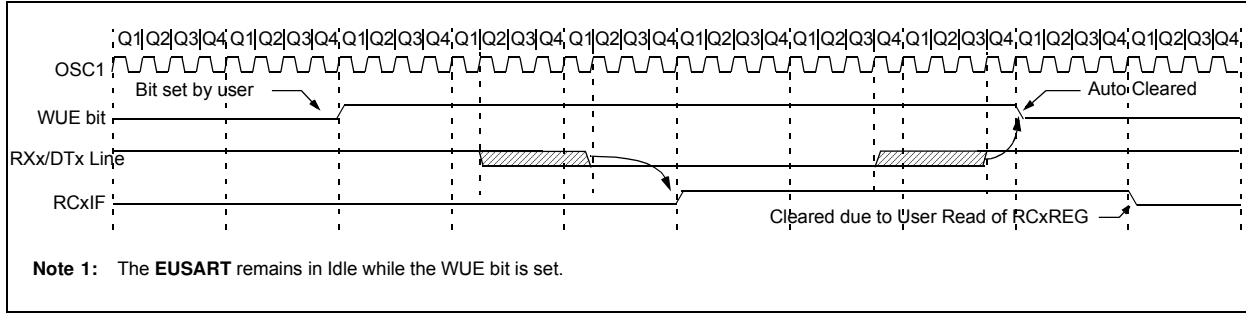 Q1 Q2 Q3 Q4 Q1 Q2 Q3 Q4 Q1 Q2 Q3 Q4 Q1 Q2 Q3 Q4 Q1 Q2 Q3 Q4 Q1 Q2 Q3 Q4 Q1 Q2 Q3 Q4 Q1 Q2 Q3 Q4 Q1 Q2 Q3 Q4 Q1 Q2 Q3 Q4
OSC1
Bit set by user
Auto Cleared
WUE bit
RXx/DTx Line
RCxIF
Cleared due to User Read of RCxREG
Note 1: The EUSART remains in Idle while the WUE bit is set.